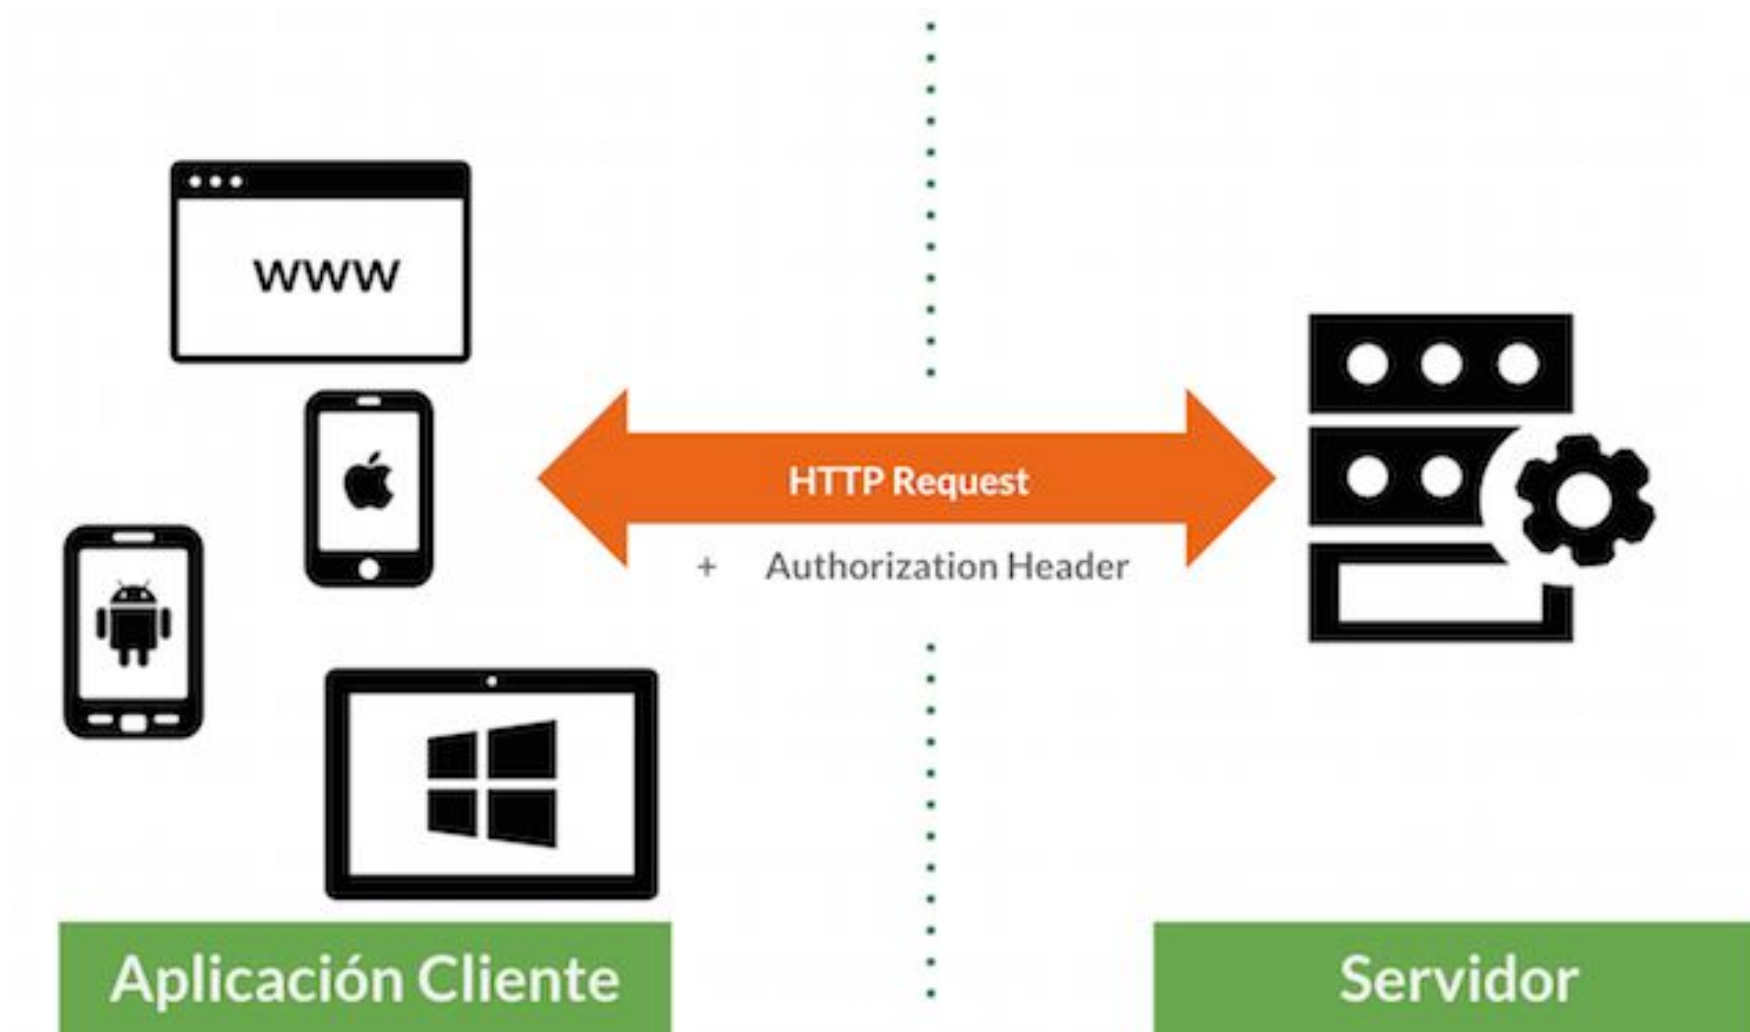 www
HTTP Request
+ Authorization Header
Aplicación Cliente
Servidor